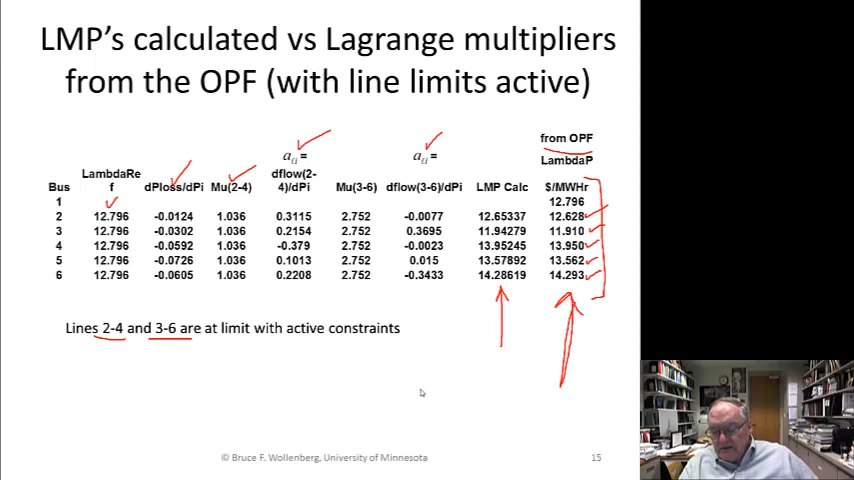 LMP's calculated vs Lagrange multipliers
from the OPF (with line limits active)
Bus LambdaRe f dPloss/dPi Mu(2-4) aℓi= dflow(2-4)/dPi Mu(3-6) aℓi= dflow(3-6)/dPi LMP Calc from OPF LambdaP $/MWHr
1 12.796
2 12.796 -0.0124 1.036 0.3115 2.752 -0.0077 12.65337 12.628
3 12.796 -0.0302 1.036 0.2154 2.752 0.3695 11.94279 11.910
4 12.796 -0.0592 1.036 -0.379 2.752 -0.0023 13.95245 13.950
5 12.796 -0.0726 1.036 0.1013 2.752 0.015 13.57892 13.562
6 12.796 -0.0605 1.036 0.2208 2.752 -0.3433 14.28619 14.293
Lines 2-4 and 3-6 are at limit with active constraints
© Bruce F. Wollenberg, University of Minnesota
15